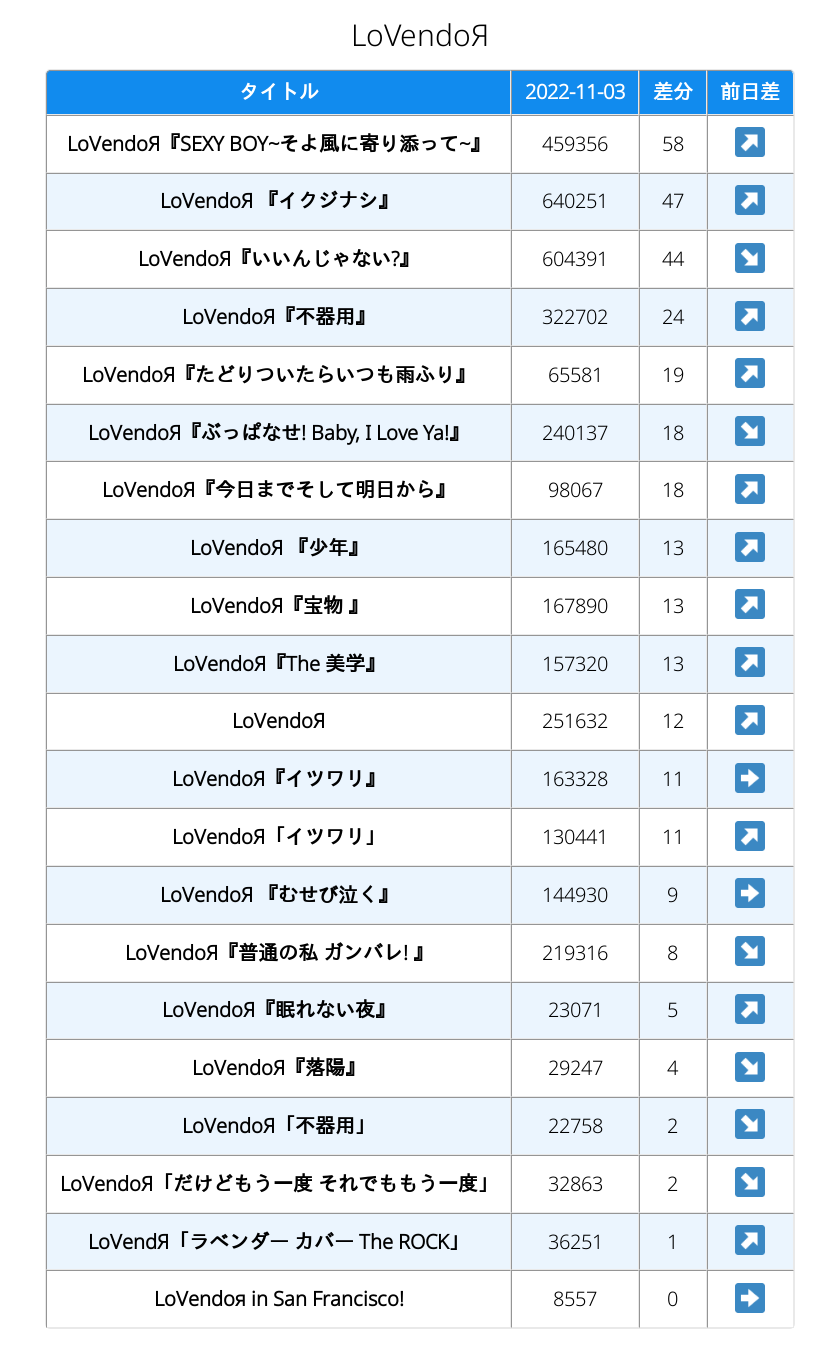 LoVendoЯ
タイトル 2022-11-03 差分 前日差
LoVendoЯ『SEXY BOY~そよ風に寄り添って~』 459356 58 ↗
LoVendoЯ 『イクジナシ』 640251 47 ↗
LoVendoЯ『いいんじゃない?』 604391 44 ↘
LoVendoЯ『不器用』 322702 24 ↗
LoVendoЯ『たどりついたらいつも雨ふり』 65581 19 ↗
LoVendoЯ『ぶっぱなせ! Baby, I Love Ya!』 240137 18 ↘
LoVendoЯ『今日までそして明日から』 98067 18 ↗
LoVendoЯ 『少年』 165480 13 ↗
LoVendoЯ『宝物 』 167890 13 ↗
LoVendoЯ『The 美学』 157320 13 ↗
LoVendoЯ 251632 12 ↗
LoVendoЯ『イツワリ』 163328 11 ➡
LoVendoЯ「イツワリ」 130441 11 ↗
LoVendoЯ 『むせび泣く』 144930 9 ➡
LoVendoЯ『普通の私 ガンバレ! 』 219316 8 ↘
LoVendoЯ『眠れない夜』 23071 5 ↗
LoVendoЯ『落陽』 29247 4 ↘
LoVendoЯ「不器用」 22758 2 ↘
LoVendoЯ「だけどもう一度 それでももう一度」 32863 2 ↘
LoVendЯ「ラベンダー カバー The ROCK」 36251 1 ↗
LoVendoя in San Francisco! 8557 0 ➡